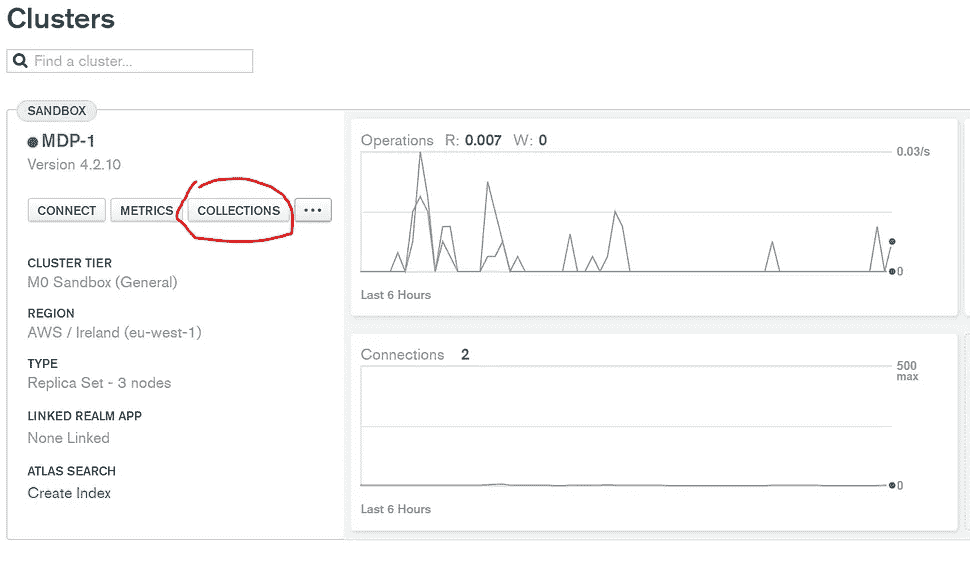 Clusters
Find a cluster...
SANDBOX
MDP-1
Version 4.2.10
CONNECT METRICS COLLECTIONS ...
CLUSTER TIER
M0 Sandbox (General)
REGION
AWS / Ireland (eu-west-1)
TYPE
Replica Set - 3 nodes
LINKED REALM APP
None Linked
ATLAS SEARCH
Create Index
Operations R: 0.007 W: 0
0.03/s
0
Last 6 Hours
Connections 2
500
max
0
Last 6 Hours